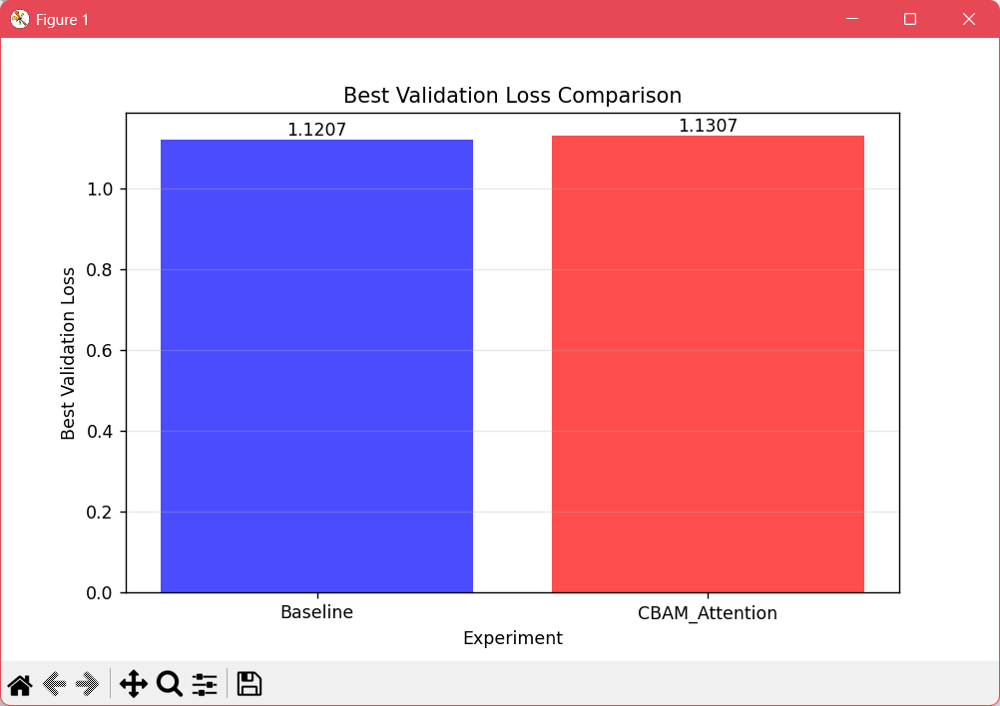 Figure 1
Best Validation Loss Comparison
1.1207
1.1307
1.0
0.8
0.6
0.4
0.2
0.0
Best Validation Loss
Baseline
CBAM_Attention
Experiment